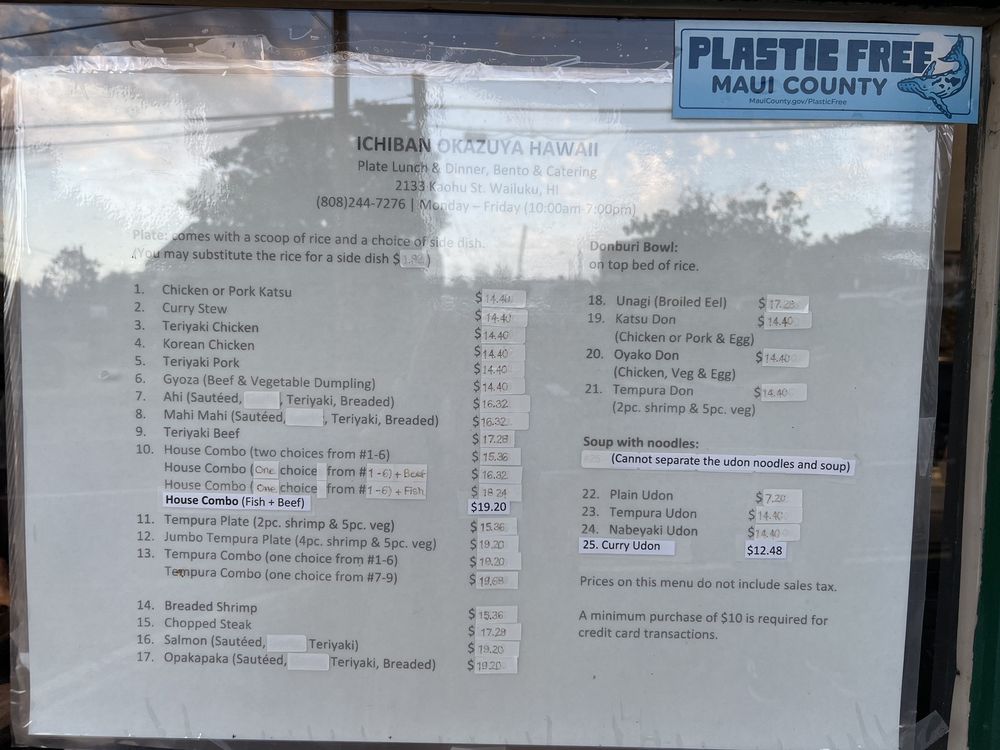 PLASTIC FREE
MAUI COUNTY
MauiCounty.gov/PlasticFree
ICHIBAN OKAZUYA HAWAII
Plate Lunch & Dinner, Bento & Catering
2133 Kaohu St. Wailuku, HI
(808)244-7276 | Monday – Friday (10:00am-7:00pm)
Plate: comes with a scoop of rice and a choice of side dish.
(You may substitute the rice for a side dish $ )
1. Chicken or Pork Katsu $14.40
2. Curry Stew $14.40
3. Teriyaki Chicken $14.40
4. Korean Chicken $14.40
5. Teriyaki Pork $14.40
6. Gyoza (Beef & Vegetable Dumpling) $14.40
7. Ahi (Sautéed, , Teriyaki, Breaded) $16.32
8. Mahi Mahi (Sautéed, , Teriyaki, Breaded) $16.32
9. Teriyaki Beef $17.28
10. House Combo (two choices from #1-6) $15.36
House Combo (One choice from #1-6) + Beef $16.32
House Combo (One choice from #1-6) + Fish $18.24
House Combo (Fish + Beef) $19.20
11. Tempura Plate (2pc. shrimp & 5pc. veg) $15.36
12. Jumbo Tempura Plate (4pc. shrimp & 5pc. veg) $19.20
13. Tempura Combo (one choice from #1-6) $19.20
Tempura Combo (one choice from #7-9) $19.68
14. Breaded Shrimp $15.36
15. Chopped Steak $17.28
16. Salmon (Sautéed, Teriyaki) $19.20
17. Opakapaka (Sautéed, Teriyaki, Breaded) $19.20
Donburi Bowl:
on top bed of rice.
18. Unagi (Broiled Eel) $17.28
19. Katsu Don $14.40
(Chicken or Pork & Egg)
20. Oyako Don $14.40
(Chicken, Veg & Egg)
21. Tempura Don $14.40
(2pc. shrimp & 5pc. veg)
Soup with noodles:
(Cannot separate the udon noodles and soup)
22. Plain Udon $7.20
23. Tempura Udon $14.40
24. Nabeyaki Udon $14.40
25. Curry Udon $12.48
Prices on this menu do not include sales tax.
A minimum purchase of $10 is required for
credit card transactions.